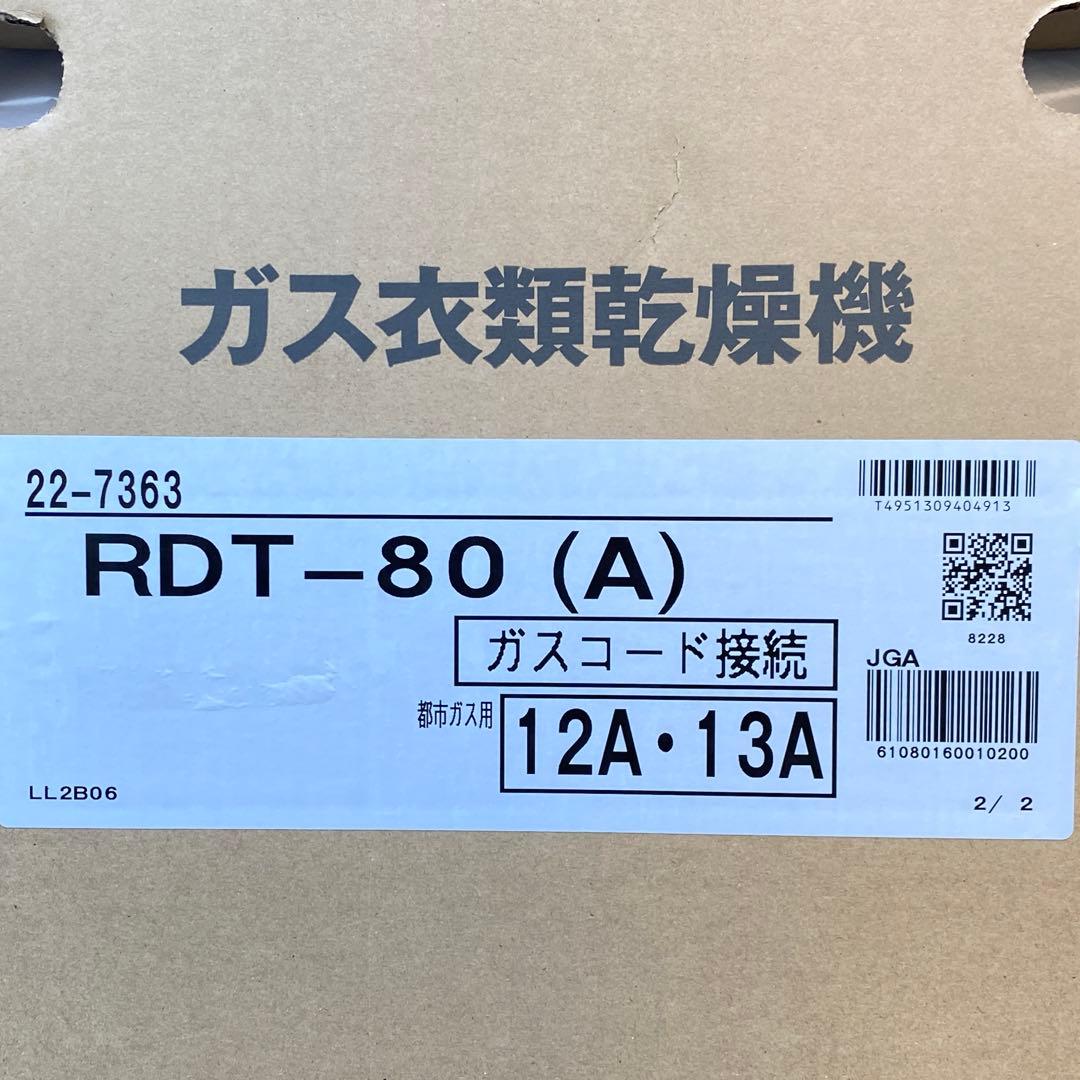 ガス衣類乾燥機
22-7363
T4951309404913
RDT-80 (A)
8228
ガスコード接続
JGA
都市ガス用
12A・13A
61080160010200
LL2B06
2/ 2